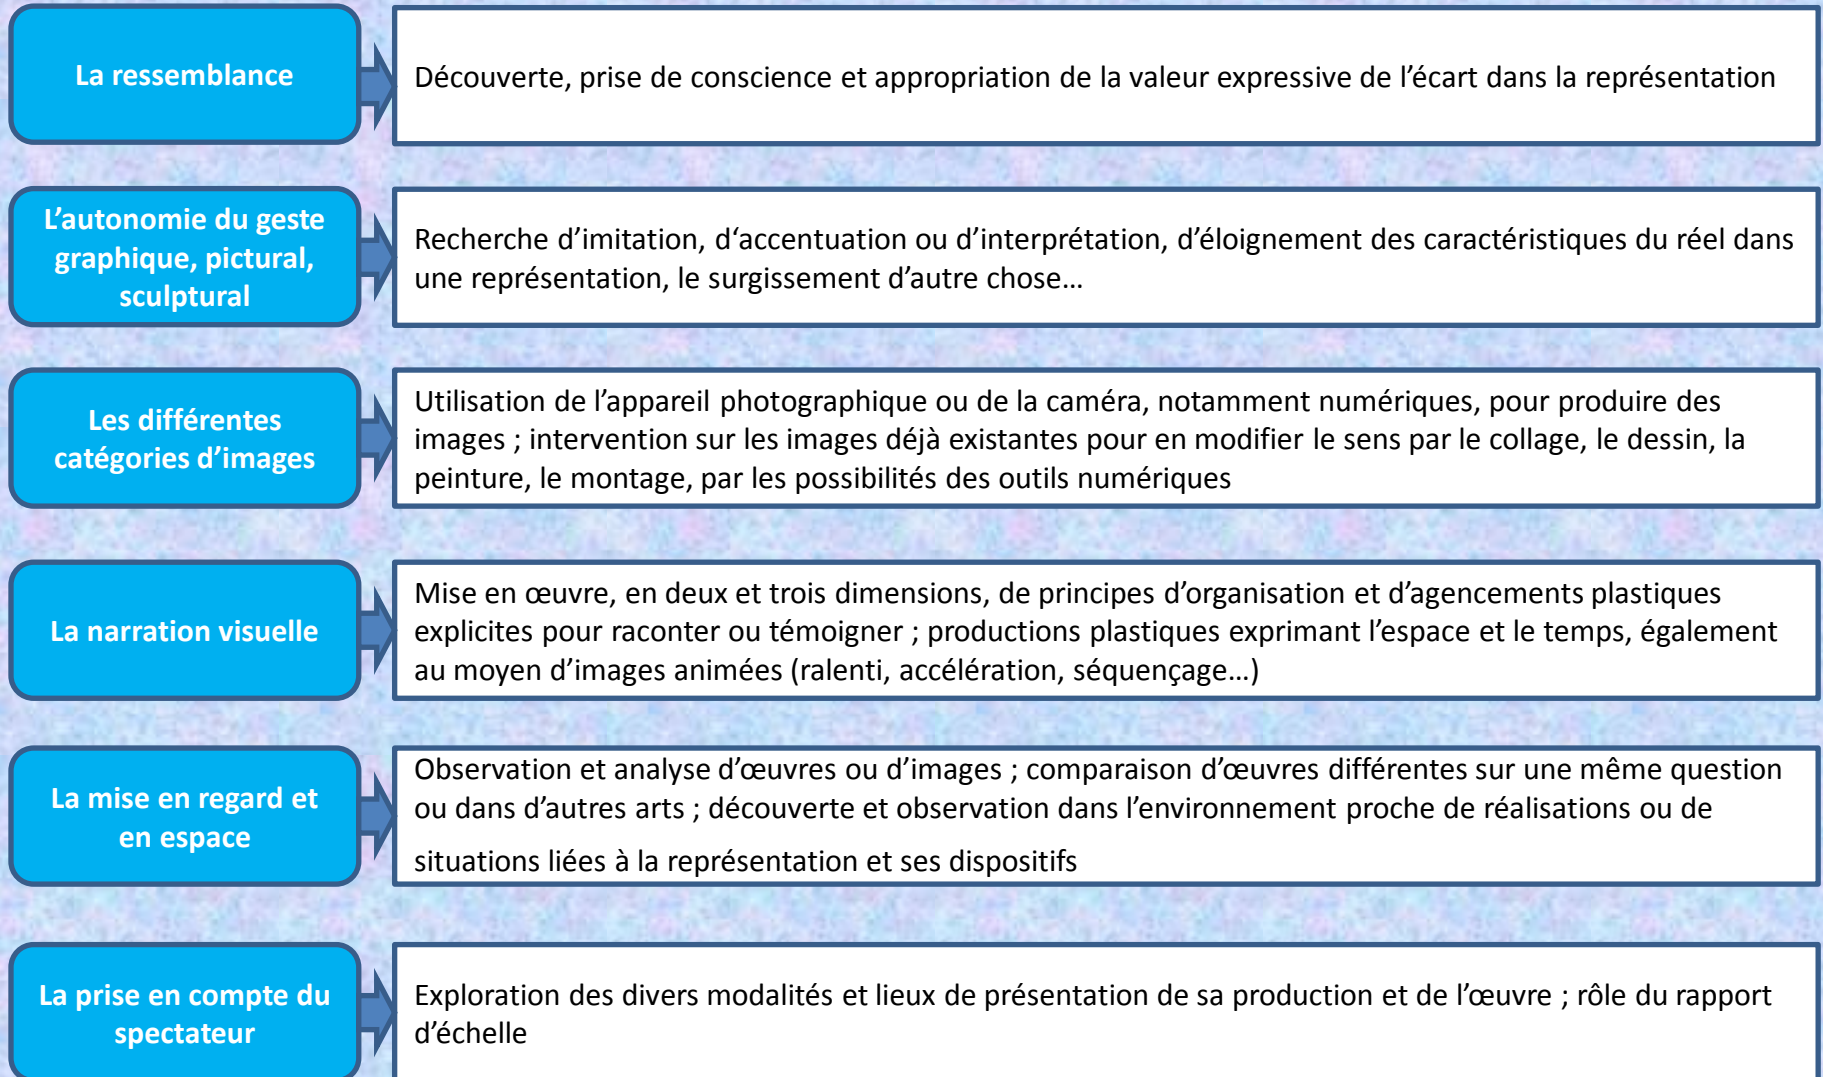 La ressemblance
Découverte, prise de conscience et appropriation de la valeur expressive de l’écart dans la représentation
L’autonomie du geste
graphique, pictural,
sculptural
Recherche d’imitation, d‘accentuation ou d’interprétation, d’éloignement des caractéristiques du réel dans
une représentation, le surgissement d’autre chose…
Les différentes
catégories d’images
Utilisation de l’appareil photographique ou de la caméra, notamment numériques, pour produire des
images ; intervention sur les images déjà existantes pour en modifier le sens par le collage, le dessin, la
peinture, le montage, par les possibilités des outils numériques
La narration visuelle
Mise en œuvre, en deux et trois dimensions, de principes d’organisation et d’agencements plastiques
explicites pour raconter ou témoigner ; productions plastiques exprimant l’espace et le temps, également
au moyen d’images animées (ralenti, accélération, séquençage…)
La mise en regard et
en espace
Observation et analyse d’œuvres ou d’images ; comparaison d’œuvres différentes sur une même question
ou dans d’autres arts ; découverte et observation dans l’environnement proche de réalisations ou de
situations liées à la représentation et ses dispositifs
La prise en compte du
spectateur
Exploration des divers modalités et lieux de présentation de sa production et de l’œuvre ; rôle du rapport
d’échelle